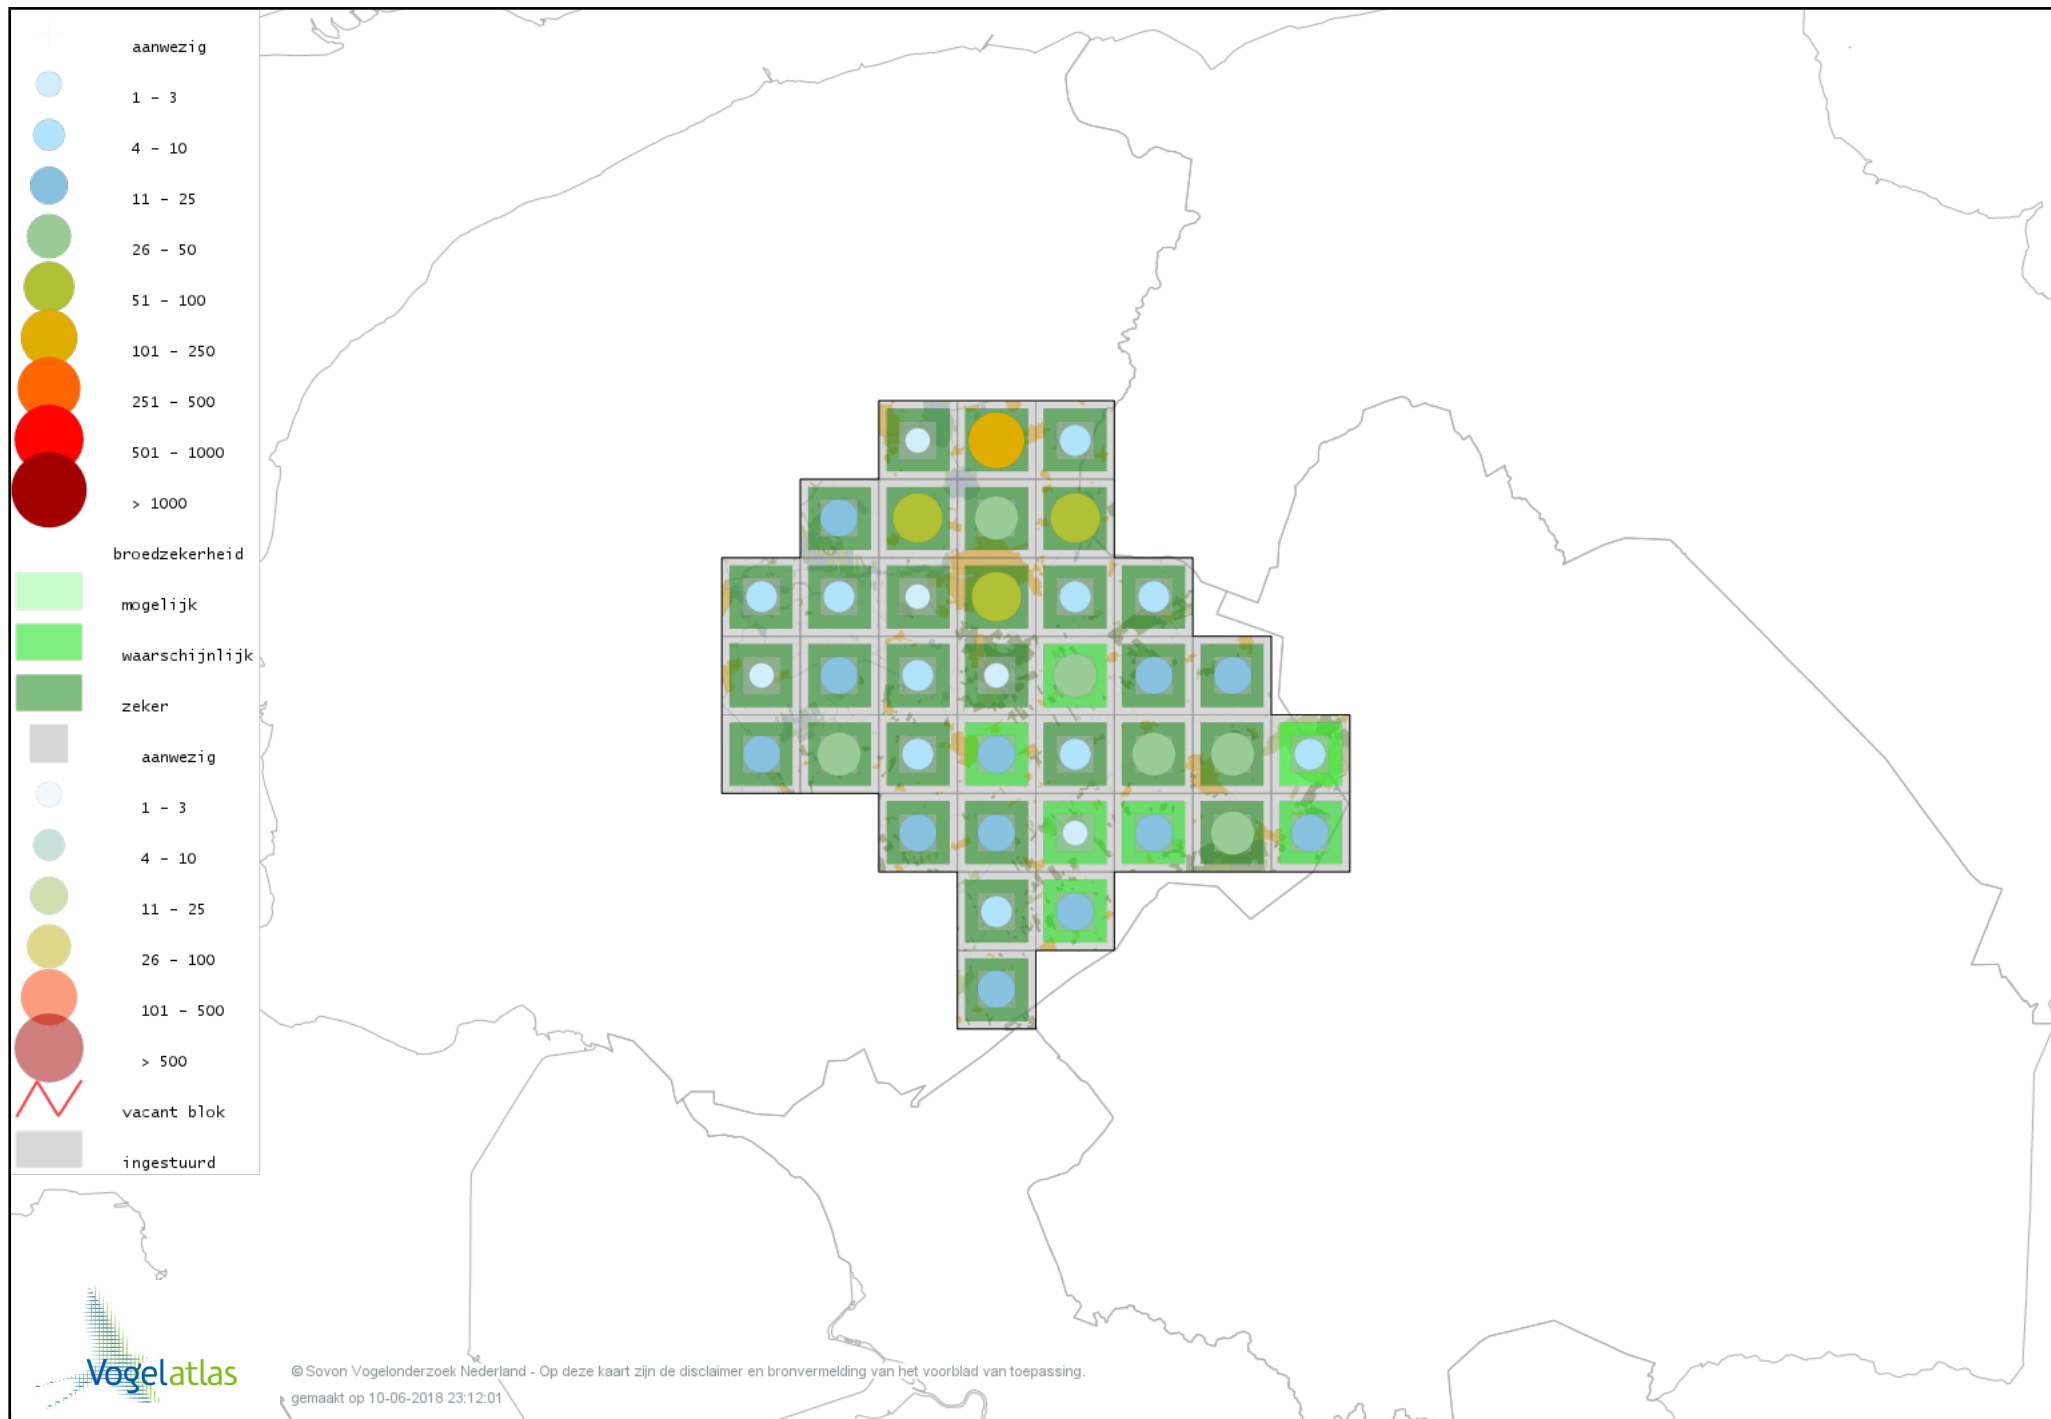 aanwezig
1 - 3
4 - 10
11 - 25
26 - 50
51 - 100
101 - 250
251 - 500
501 - 1000
> 1000
broedzekerheid
mogelijk
waarschijnlijk
zeker
aanwezig
1 - 3
4 - 10
11 - 25
26 - 100
101 - 500
> 500
vacant blok
ingestuurd
Vogelatlas
© Sovon Vogelonderzoek Nederland - Op deze kaart zijn de disclaimer en bronvermelding van het voorblad van toepassing.
gemaakt op 10-06-2018 23:12:01